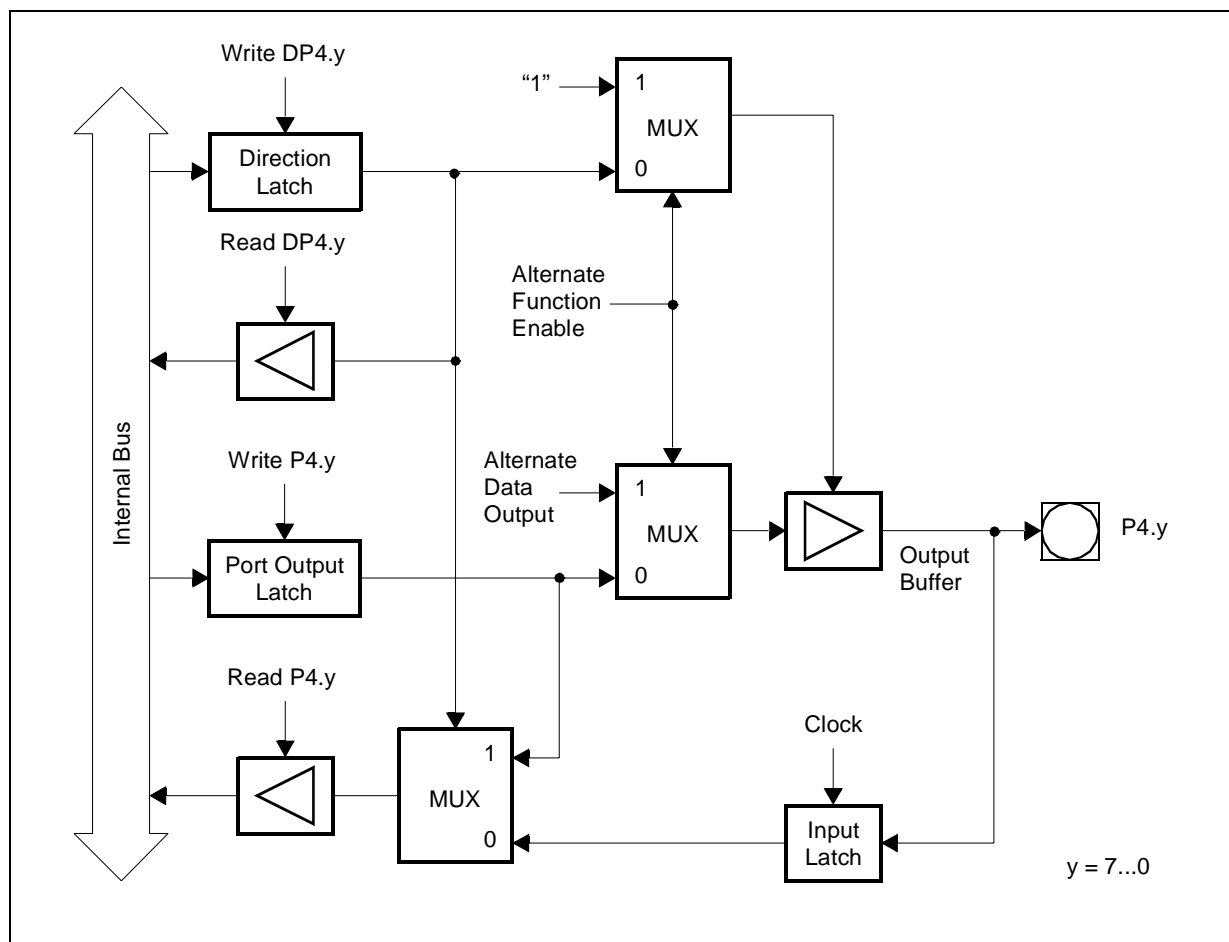 Write DP4.y
“1”
1
MUX
0
Direction
Latch
Read DP4.y
Alternate
Function
Enable
Internal Bus
Write P4.y
Alternate
Data
Output
1
MUX
0
P4.y
Output
Buffer
Port Output
Latch
Read P4.y
Clock
1
MUX
0
Input
Latch
y = 7...0